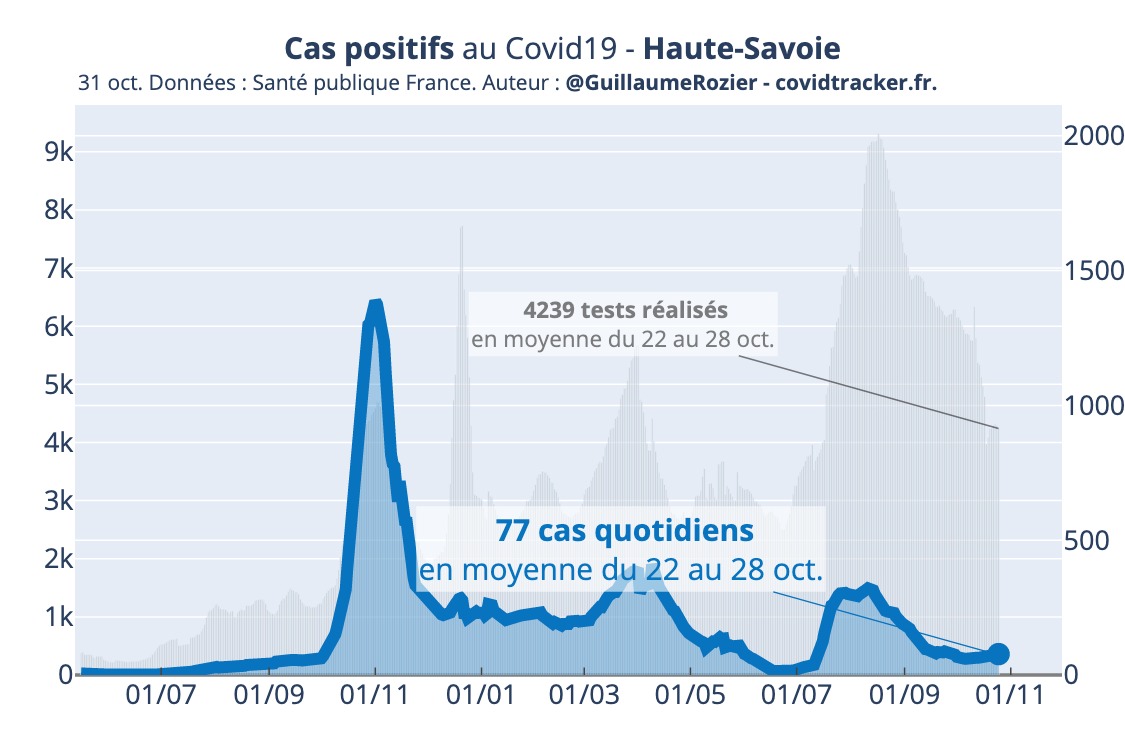 Cas positifs au Covid19 - Haute-Savoie
31 oct. Données : Santé publique France. Auteur : @GuillaumeRozier - covidtracker.fr.
9k
8k
7k
6k
5k
4k
3k
2k
1k
0
2000
1500
1000
500
0
4239 tests réalisés
en moyenne du 22 au 28 oct.
77 cas quotidiens
en moyenne du 22 au 28 oct.
01/07 01/09 01/11 01/01 01/03 01/05 01/07 01/09 01/11